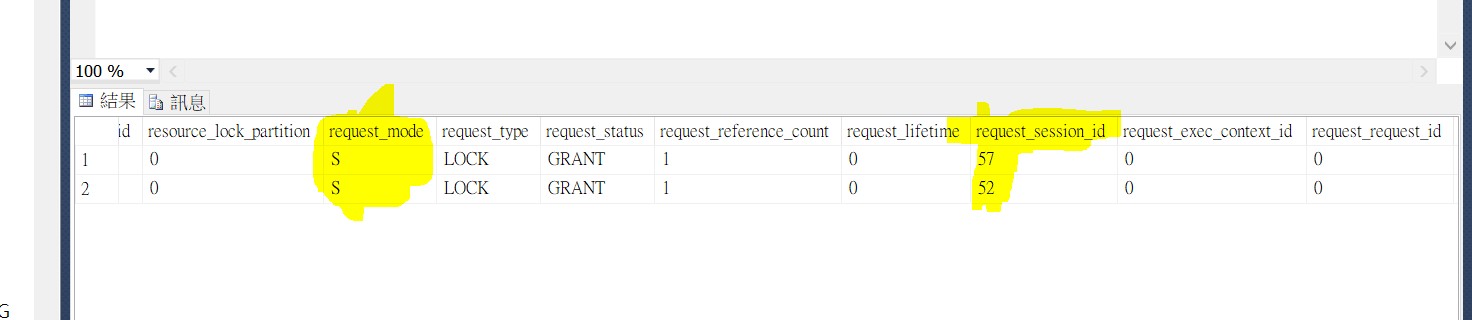 100 %
結果 訊息
id resource_lock_partition request_mode request_type request_status request_reference_count request_lifetime request_session_id request_exec_context_id request_request_id
1 0 S LOCK GRANT 1 0 57 0 0
2 0 S LOCK GRANT 1 0 52 0 0
G